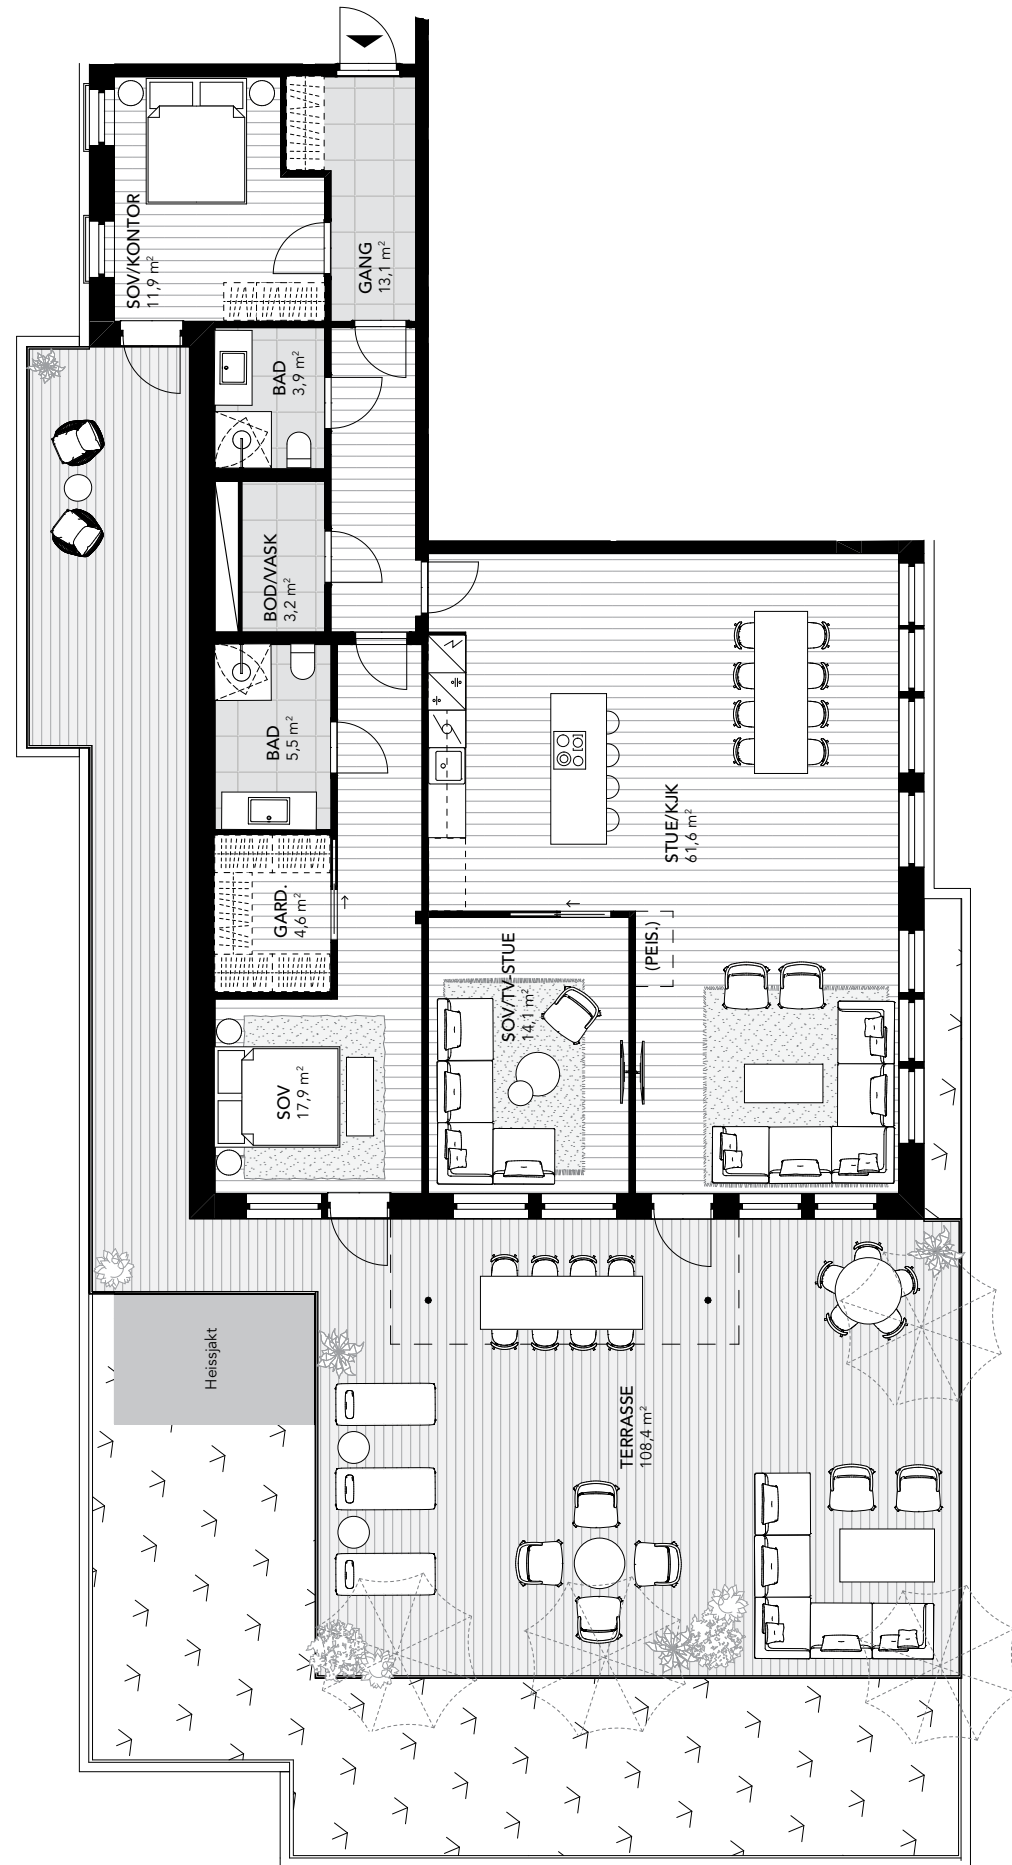 SOV/KONTOR
11,9 m²
GANG
13,1 m²
BAD
3,9 m²
BOD/VASK
3,2 m²
BAD
5,5 m²
STUE/KJK
61,6 m²
GARD.
4,6 m²
(PEIS.)
SOV/TV-STUE
14,1 m²
SOV
17,9 m²
Heissjakt
TERRASSE
108,4 m²